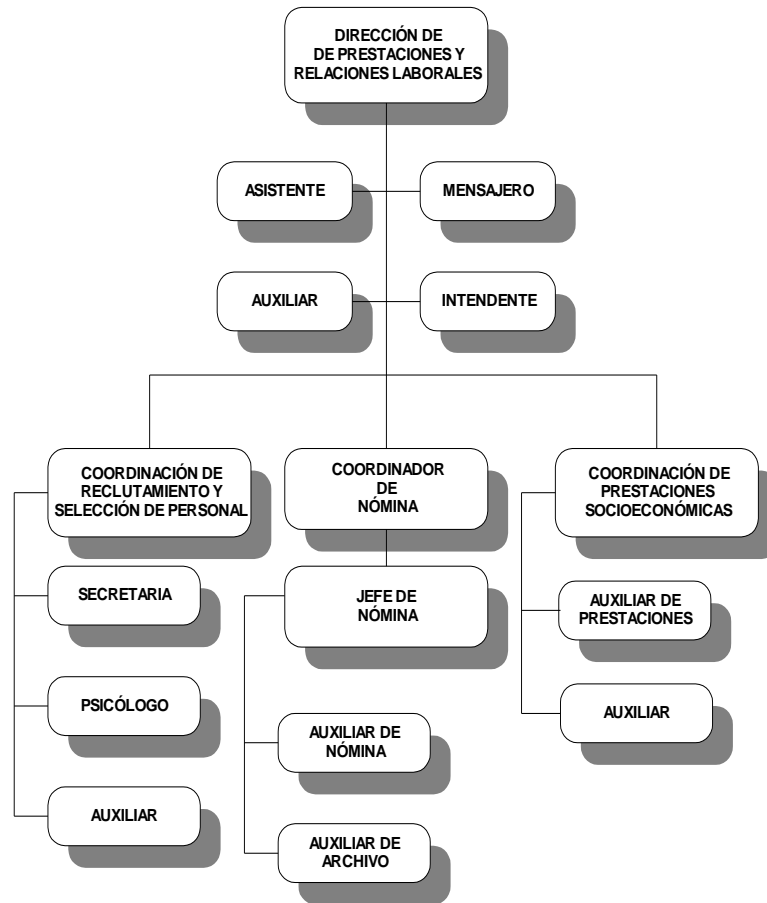 DIRECCIÓN DE
DE PRESTACIONES Y
RELACIONES LABORALES
ASISTENTE
MENSAJERO
AUXILIAR
INTENDENTE
COORDINACIÓN DE
RECLUTAMIENTO Y
SELECCIÓN DE PERSONAL
COORDINADOR
DE
NÓMINA
COORDINACIÓN DE
PRESTACIONES
SOCIOECONÓMICAS
SECRETARIA
JEFE DE
NÓMINA
AUXILIAR DE
PRESTACIONES
PSICÓLOGO
AUXILIAR DE
NÓMINA
AUXILIAR
AUXILIAR
AUXILIAR DE
ARCHIVO